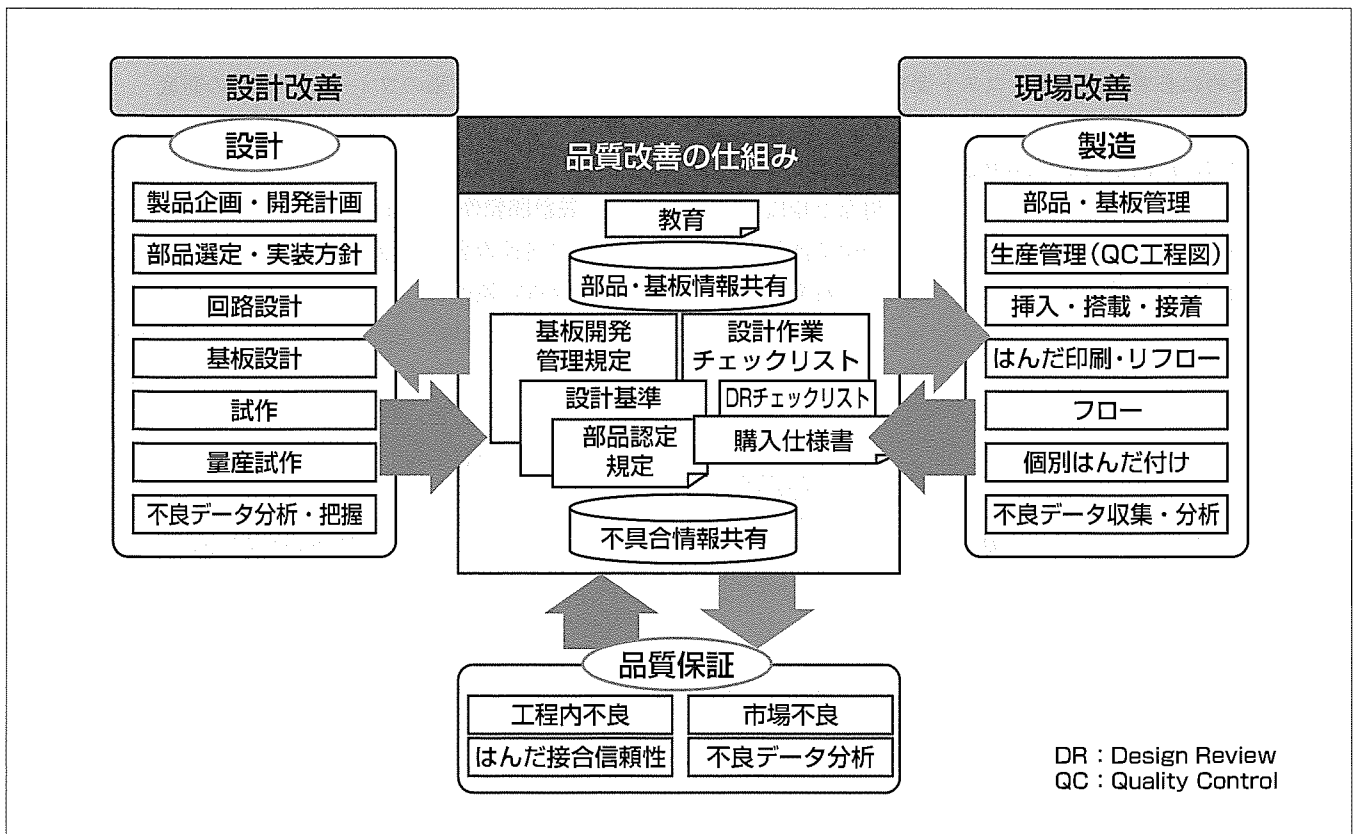 設計改善
設計
製品企画・開発計画
部品選定・実装方針
回路設計
基板設計
試作
量産試作
不良データ分析・把握
品質改善の仕組み
教育
部品・基板情報共有
基板開発
管理規定
設計作業
チェックリスト
設計基準
DRチェックリスト
部品認定
規定
購入仕様書
不具合情報共有
現場改善
製造
部品・基板管理
生産管理(QC工程図)
挿入・搭載・接着
はんだ印刷・リフロー
フロー
個別はんだ付け
不良データ収集・分析
品質保証
工程内不良
市場不良
はんだ接合信頼性
不良データ分析
DR：Design Review
QC：Quality Control